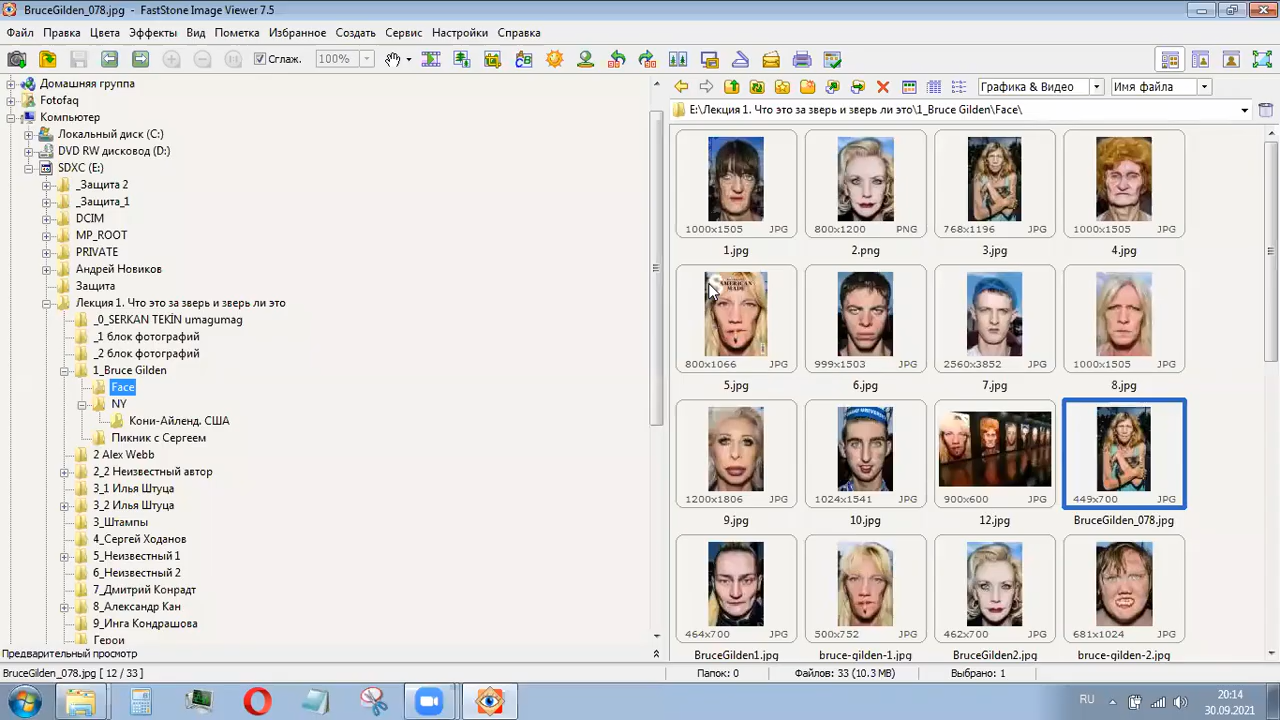 BruceGilden_078.jpg - FastStone Image Viewer 7.5
Файл Правка Цвета Эффекты Вид Пометка Избранное Создать Сервис Настройки Справка
Сглаж. 100%
Домашняя группа
Fotofaq
Компьютер
Локальный диск (C:)
DVD RW дисковод (D:)
SDXC (E:)
_Защита 2
_Защита_1
DCIM
MP_ROOT
PRIVATE
Андрей Новиков
Защита
Лекция 1. Что это за зверь и зверь ли это
_0_SERKAN TEKİN umagumag
_1 блок фотографий
_2 блок фотографий
1_Bruce Gilden
Face
NY
Кони-Айленд. США
Пикник с Сергеем
2 Alex Webb
2_2 Неизвестный автор
3_1 Илья Штуца
3_2 Илья Штуца
3_Штампы
4_Сергей Ходанов
5_Неизвестный 1
6_Неизвестный 2
7_Дмитрий Конрадт
8_Александр Кан
9_Инга Кондрашова
Герои
Предварительный просмотр
BruceGilden_078.jpg [ 12 / 33 ]
Графика & Видео Имя файла
E:\Лекция 1. Что это за зверь и зверь ли это\1_Bruce Gilden\Face\
1000x1505 JPG 800x1200 PNG 768x1196 JPG 1000x1505 JPG
1.jpg 2.png 3.jpg 4.jpg
AMERICAN
MADE
800x1066 JPG 999x1503 JPG 2560x3852 JPG 1000x1505 JPG
5.jpg 6.jpg 7.jpg 8.jpg
1200x1806 JPG 1024x1541 JPG 900x600 JPG 449x700 JPG
9.jpg 10.jpg 12.jpg BruceGilden_078.jpg
464x700 JPG 500x752 JPG 462x700 JPG 681x1024 JPG
BruceGilden1.jpg bruce-gilden-1.jpg BruceGilden2.jpg bruce-gilden-2.jpg
Папок: 0 Файлов: 33 (10.3 MB) Выбрано: 1
RU
20:14
30.09.2021